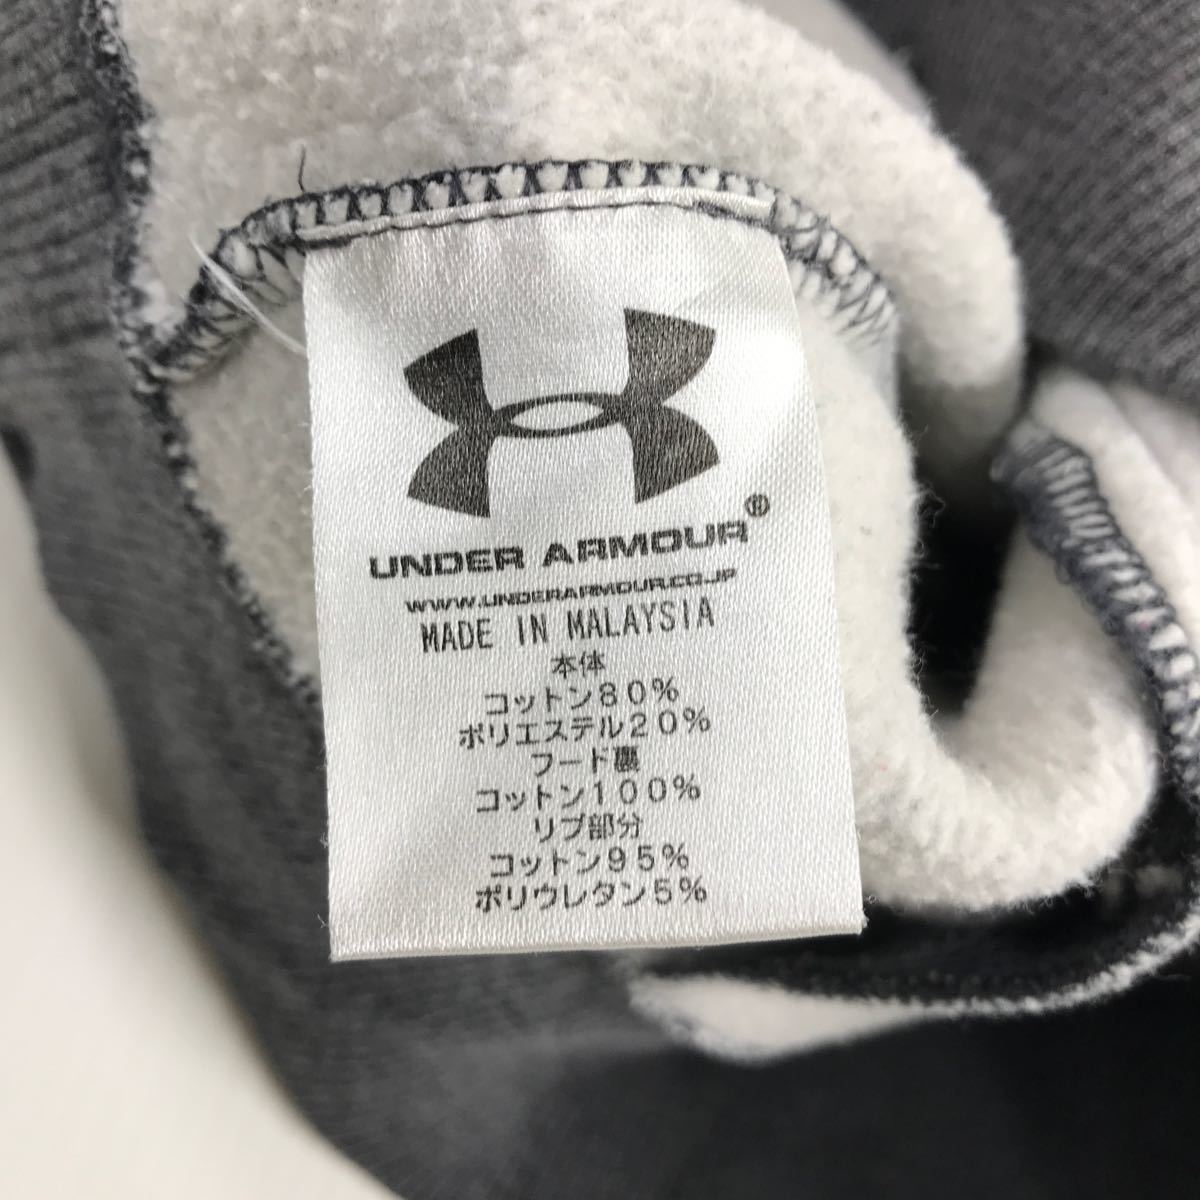 UNDER ARMOUR®
WWW.UNDERARMOUR.CO.JP
MADE IN MALAYSIA
本体
コットン80%
ポリエステル20%
フード裏
コットン100%
リブ部分
コットン95%
ポリウレタン5%